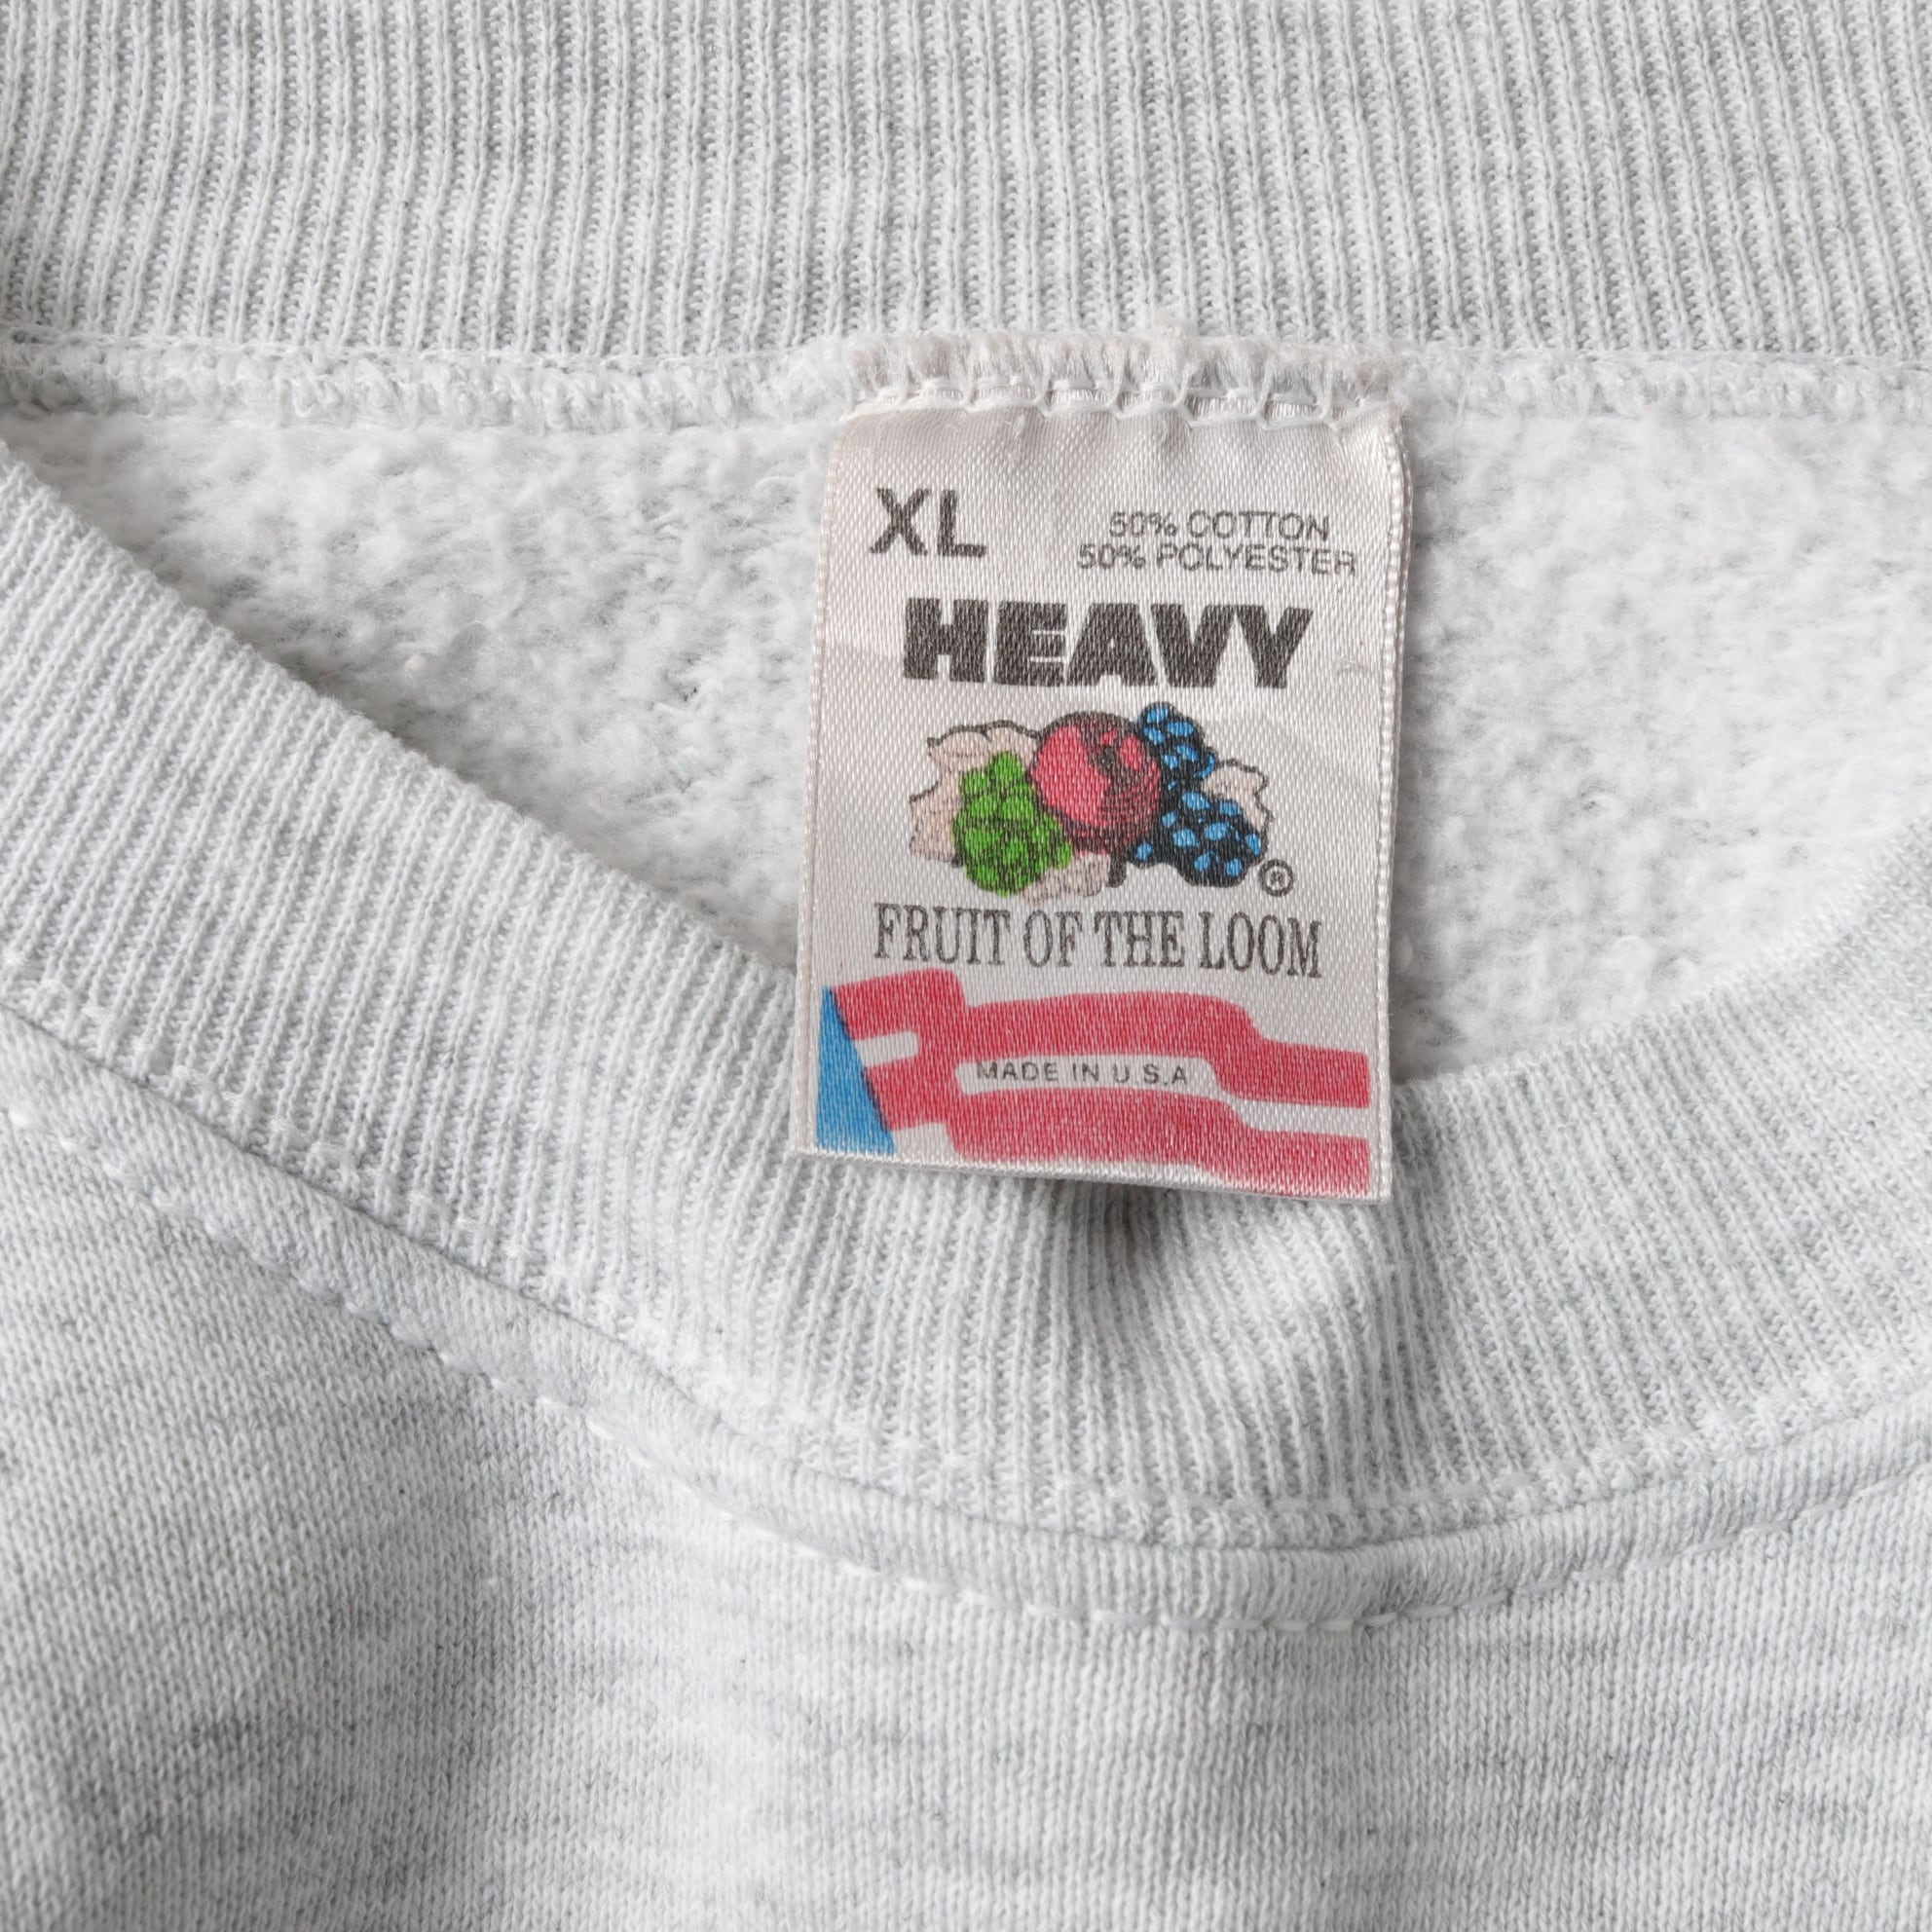 XL
50% COTTON
50% POLYESTER
HEAVY
®
FRUIT OF THE LOOM
MADE IN U.S.A